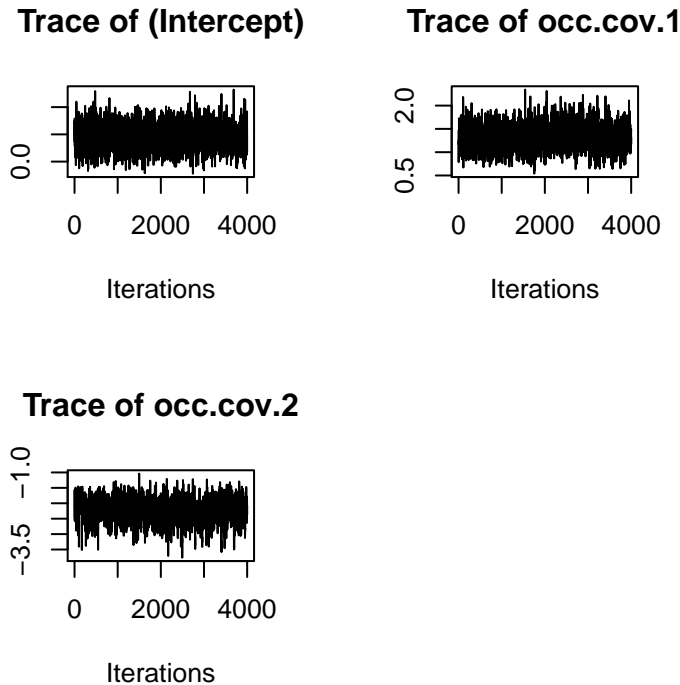 Trace of (Intercept)
0.0
0 2000 4000
Iterations
Trace of occ.cov.1
2.0
0.5
0 2000 4000
Iterations
Trace of occ.cov.2
−1.0
−3.5
0 2000 4000
Iterations